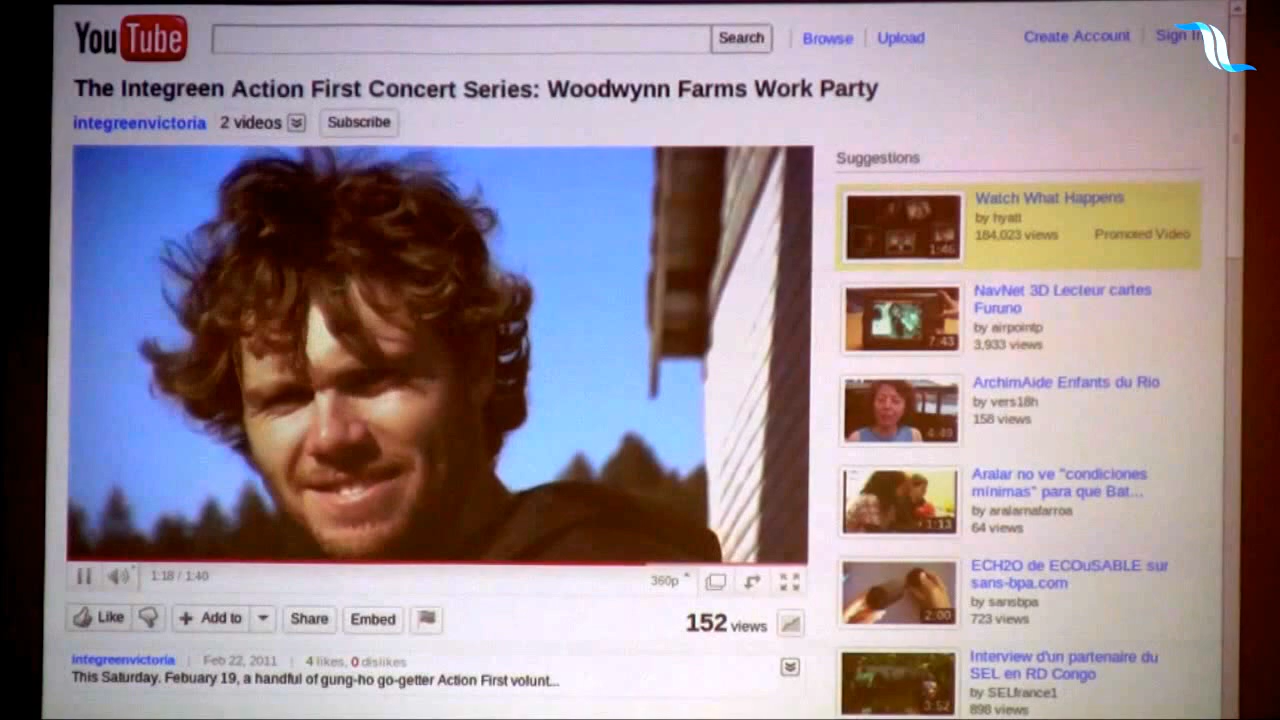 YouTube
Search
Browse
Upload
Create Account
Sign In
The Integreen Action First Concert Series: Woodwynn Farms Work Party
integreenvictoria 2 videos Subscribe
Suggestions
Watch What Happens
by hyatt
184,023 views Promoted Video
1:46
NavNet 3D Lecteur cartes
Furuno
by airpointp
3,933 views
7:43
ArchimAide Enfants du Rio
by vers18h
158 views
4:49
Aralar no ve "condiciones
mínimas" para que Bat...
by aralarnafarroa
64 views
1:13
ECH2O de ECOuSABLE sur
sans-bpa.com
by sansbpa
723 views
2:00
Interview d'un partenaire du
SEL en RD Congo
by SELfrance1
898 views
3:52
1:18 / 1:40
360p
Like
Add to
Share
Embed
152 views
integreenvictoria Feb 22, 2011 4 likes, 0 dislikes
This Saturday. Febuary 19, a handful of gung-ho go-getter Action First volunt...